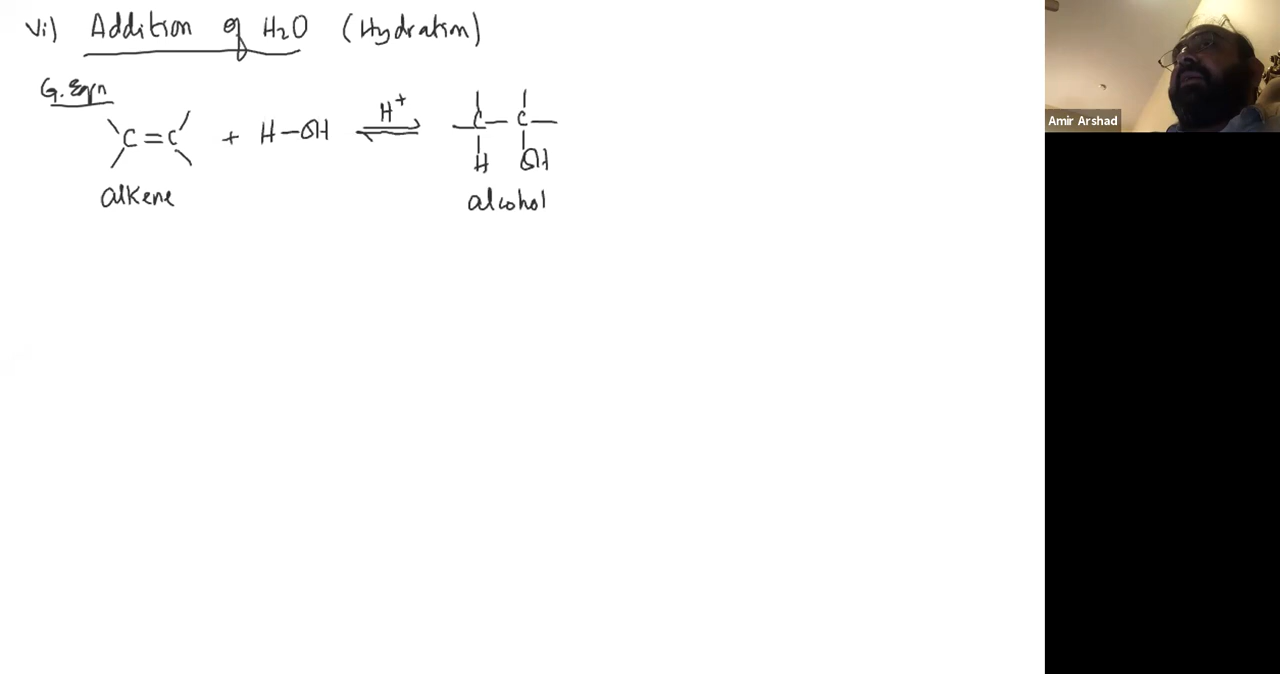 vi) Addition of H2O (Hydration)
G. Eqn
C=C + H-OH ⇌ H+ -C-C-
H OH
alkene alcohol
Amir Arshad